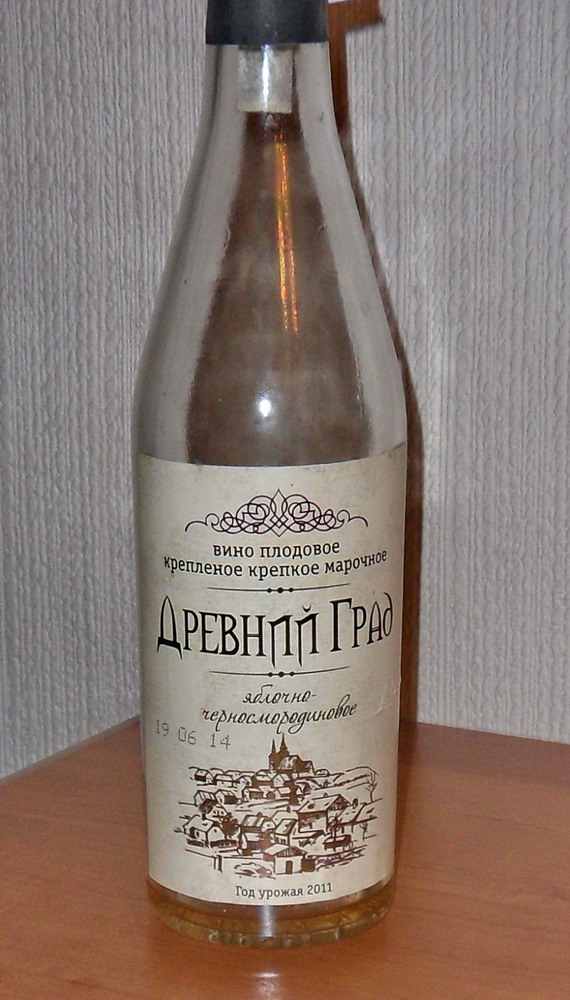 вино плодовое
крепленое крепкое марочное
Древний Град
яблочно-
черносмородиновое
19 06 14
Год урожая 2011